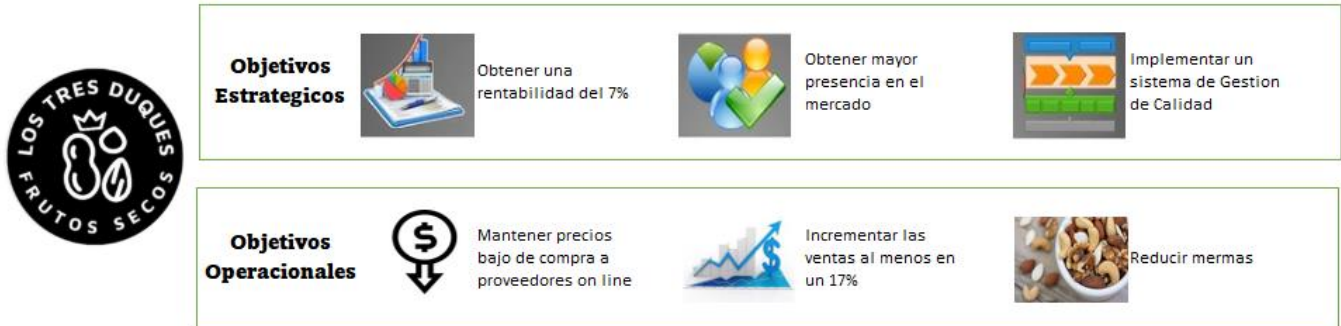 LOS TRES DUQUES
FRUTOS SECOS
Objetivos
Estrategicos
Obtener una
rentabilidad del 7%
Obtener mayor
presencia en el
mercado
Implementar un
sistema de Gestion
de Calidad
Objetivos
Operacionales
$
Mantener precios
bajo de compra a
proveedores on line
$
Incrementar las
ventas al menos en
un 17%
Reducir mermas